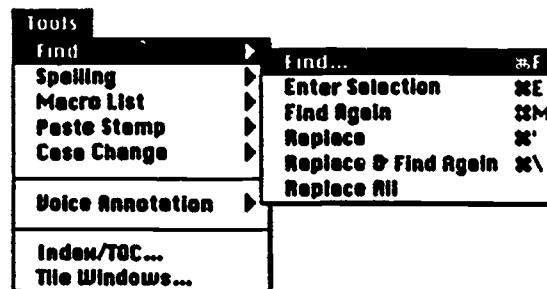 Tools
Find
Spelling
Macro List
Paste Stamp
Case Change
Voice Annotation
Index/TOC...
Tile Windows...
Find... ⌘F
Enter Selection ⌘E
Find Again ⌘M
Replace ⌘'
Replace & Find Again ⌘\
Replace All